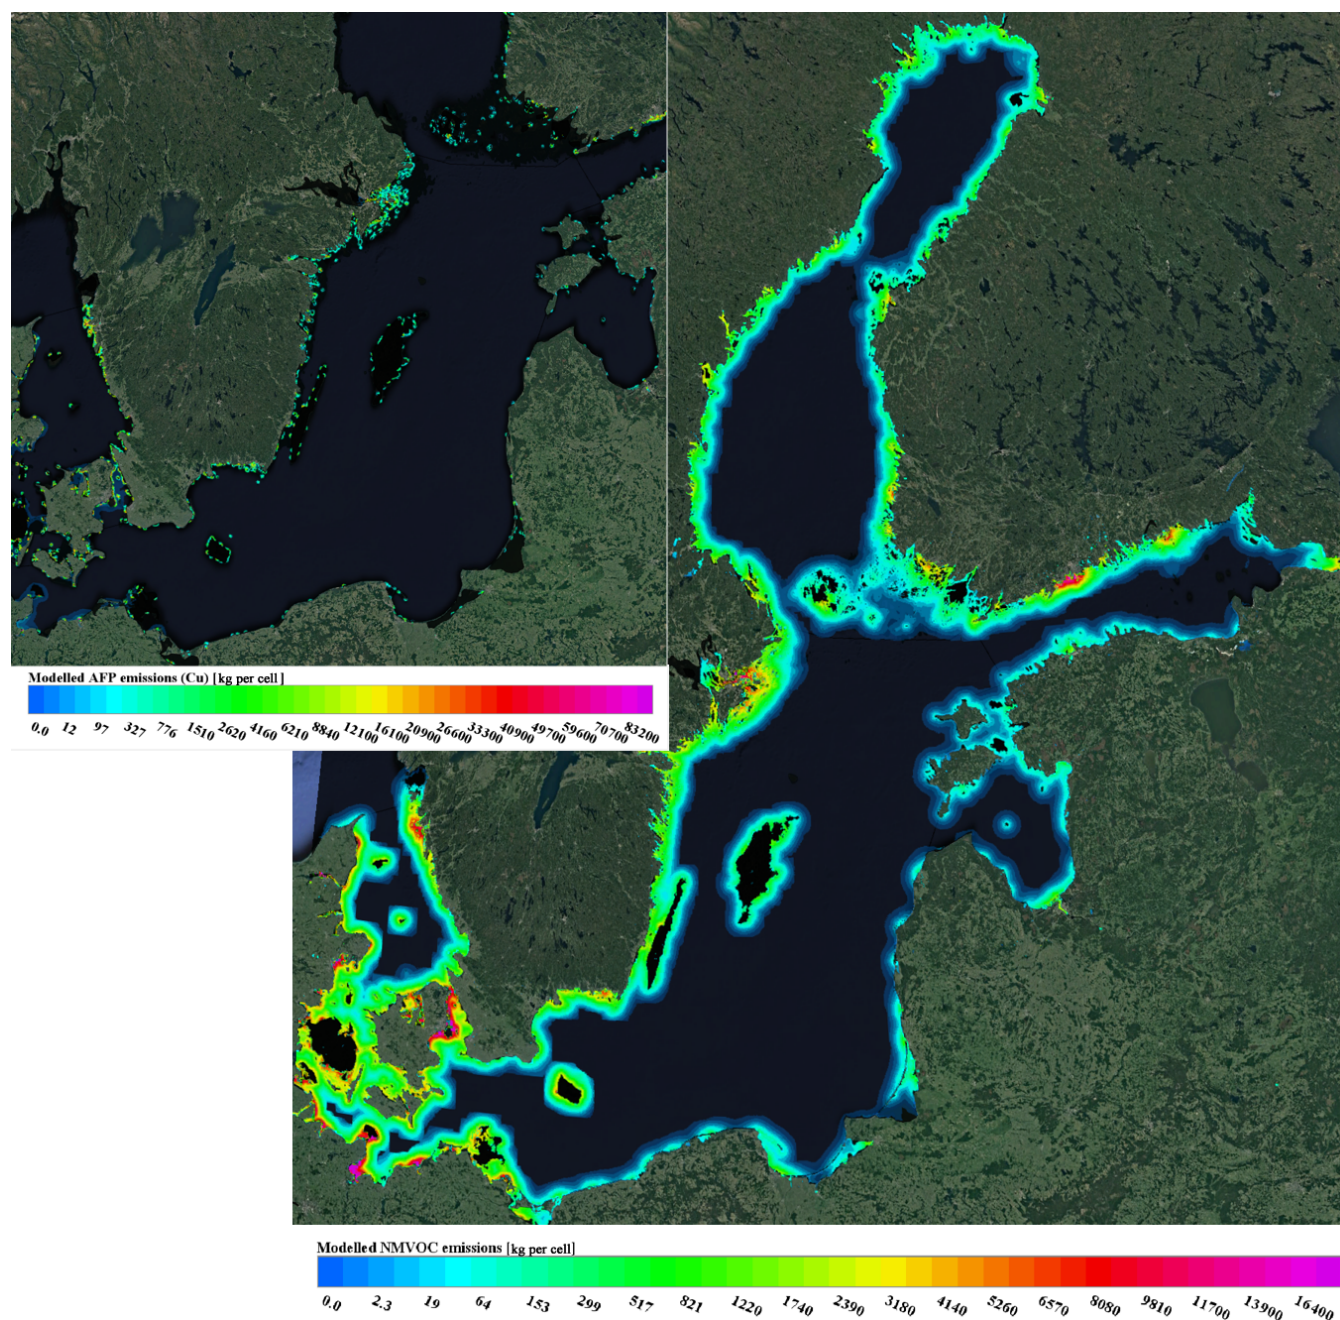 Modelled AFP emissions (Cu) [kg per cell]
0.0 12 97 327 776 1510 2620 4160 6210 8840 12100 16100 20900 26600 33300 40900 49700 59600 70700 83200
Modelled NMVOC emissions [kg per cell]
0.0 2.3 19 64 153 299 517 821 1220 1740 2390 3180 4140 5260 6570 8080 9810 11700 13900 16400